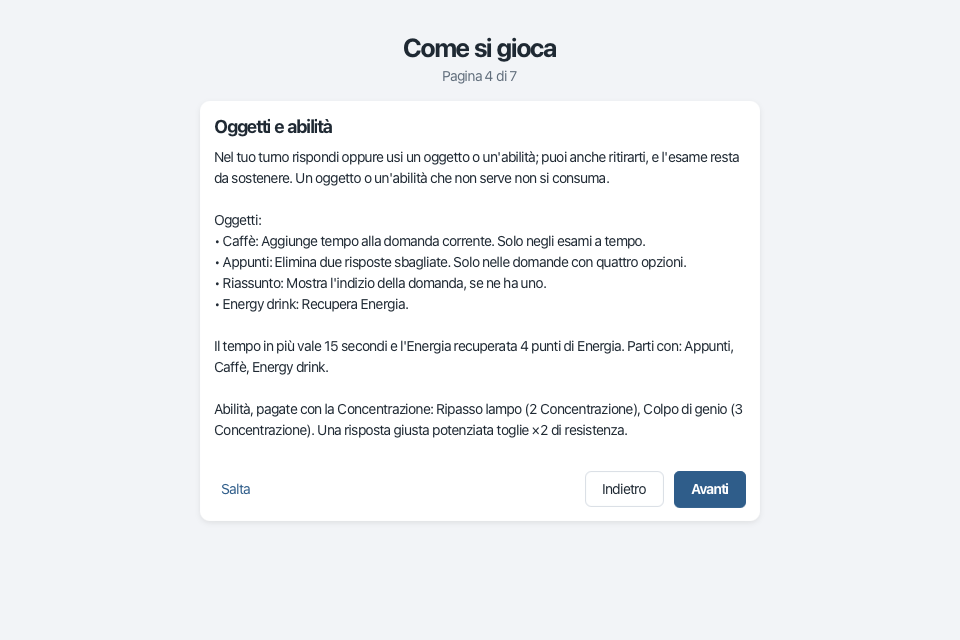 Come si gioca
Pagina 4 di 7
Oggetti e abilità
Nel tuo turno rispondi oppure usi un oggetto o un'abilità; puoi anche ritirarti, e l'esame resta
da sostenere. Un oggetto o un'abilità che non serve non si consuma.
Oggetti:
• Caffè: Aggiunge tempo alla domanda corrente. Solo negli esami a tempo.
• Appunti: Elimina due risposte sbagliate. Solo nelle domande con quattro opzioni.
• Riassunto: Mostra l'indizio della domanda, se ne ha uno.
• Energy drink: Recupera Energia.
Il tempo in più vale 15 secondi e l'Energia recuperata 4 punti di Energia. Parti con: Appunti,
Caffè, Energy drink.
Abilità, pagate con la Concentrazione: Ripasso lampo (2 Concentrazione), Colpo di genio (3
Concentrazione). Una risposta giusta potenziata toglie ×2 di resistenza.
Salta
Indietro
Avanti